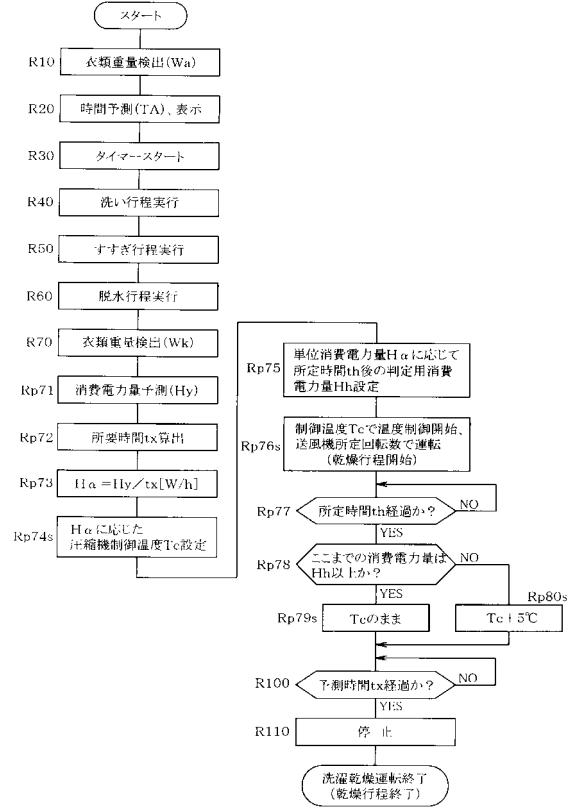 スタート
R10 衣類重量検出(Wa)
R20 時間予測(TA)、表示
R30 タイマースタート
R40 洗い行程実行
R50 すすぎ行程実行
R60 脱水行程実行
R70 衣類重量検出(Wk)
Rp71 消費電力量予測(Hy)
Rp72 所要時間tx算出
Rp73 Hα=Hy/tx[W/h]
Rp74s Hαに応じた
圧縮機制御温度Tc設定
Rp75 単位消費電力量Hαに応じて
所定時間th後の判定用消費
電力量Hh設定
Rp76s 制御温度Tcで温度制御開始、
送風機所定回転数で運転
(乾燥行程開始)
Rp77 所定時間th経過か? NO
YES
Rp78 ここまでの消費電力量は
Hh以上か? NO
YES
Rp79s Tcのまま
Rp80s Tc+5℃
R100 予測時間tx経過か? NO
YES
R110 停止
洗濯乾燥運転終了
(乾燥行程終了)